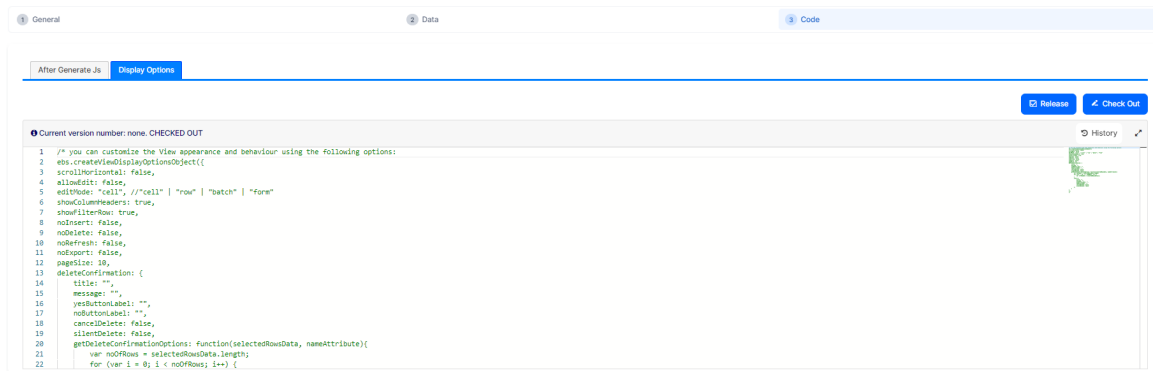 1 General
2 Data
3 Code
After Generate Js
Display Options
Release
Check Out
Current version number: none. CHECKED OUT
History
1 /* you can customize the View appearance and behaviour using the following options:
2 ebs.createViewDisplayOptionsObject({
3 scrollHorizontal: false,
4 allowEdit: false,
5 editMode: "cell", //"cell" | "row" | "batch" | "form"
6 showColumnHeaders: true,
7 showFilterRow: true,
8 noInsert: false,
9 noDelete: false,
10 noRefresh: false,
11 noExport: false,
12 pageSize: 10,
13 deleteConfirmation: {
14 title: "",
15 message: "",
16 yesButtonLabel: "",
17 noButtonLabel: "",
18 cancelDelete: false,
19 silentDelete: false,
20 getDeleteConfirmationOptions: function(selectedRowsData, nameAttribute){
21 var noOfRows = selectedRowsData.length;
22 for (var i = 0; i < noOfRows; i++) {